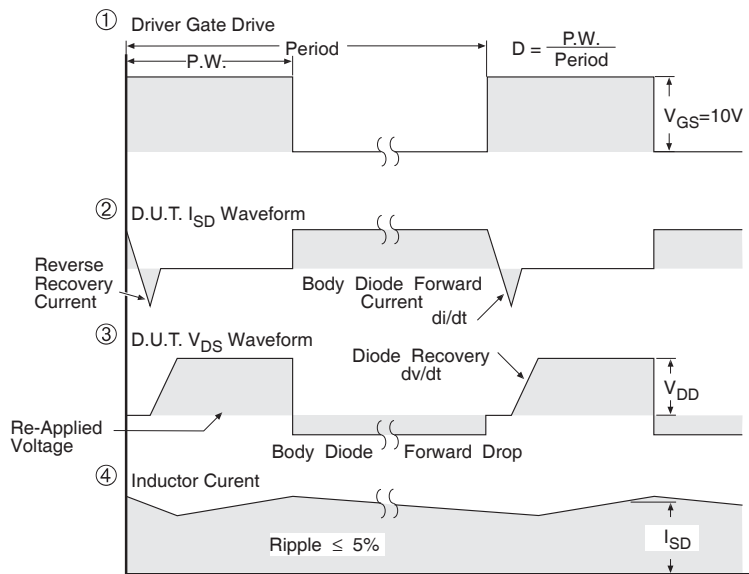 ① Driver Gate Drive
Period
P.W.
D = P.W. / Period
V_GS=10V
② D.U.T. I_SD Waveform
Reverse
Recovery
Current
Body Diode Forward
Current
di/dt
③ D.U.T. V_DS Waveform
Diode Recovery
dv/dt
V_DD
Re-Applied
Voltage
Body Diode Forward Drop
④ Inductor Curent
Ripple ≤ 5%
I_SD